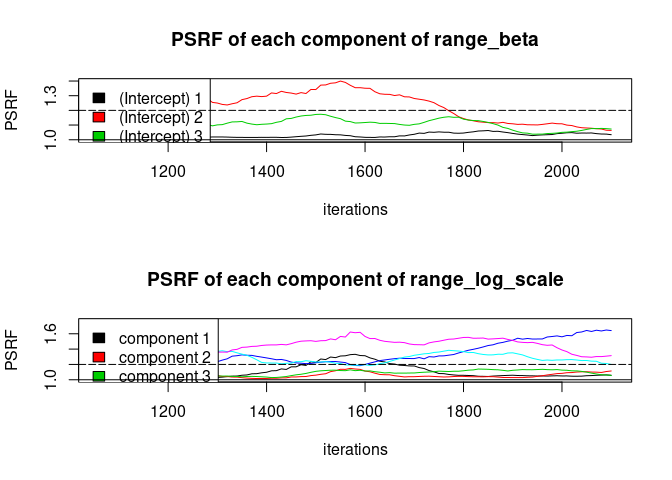 PSRF of each component of range_beta
PSRF
1.0 1.3
(Intercept) 1
(Intercept) 2
(Intercept) 3
1200 1400 1600 1800 2000
iterations
PSRF of each component of range_log_scale
PSRF
1.0 1.6
component 1
component 2
component 3
1200 1400 1600 1800 2000
iterations